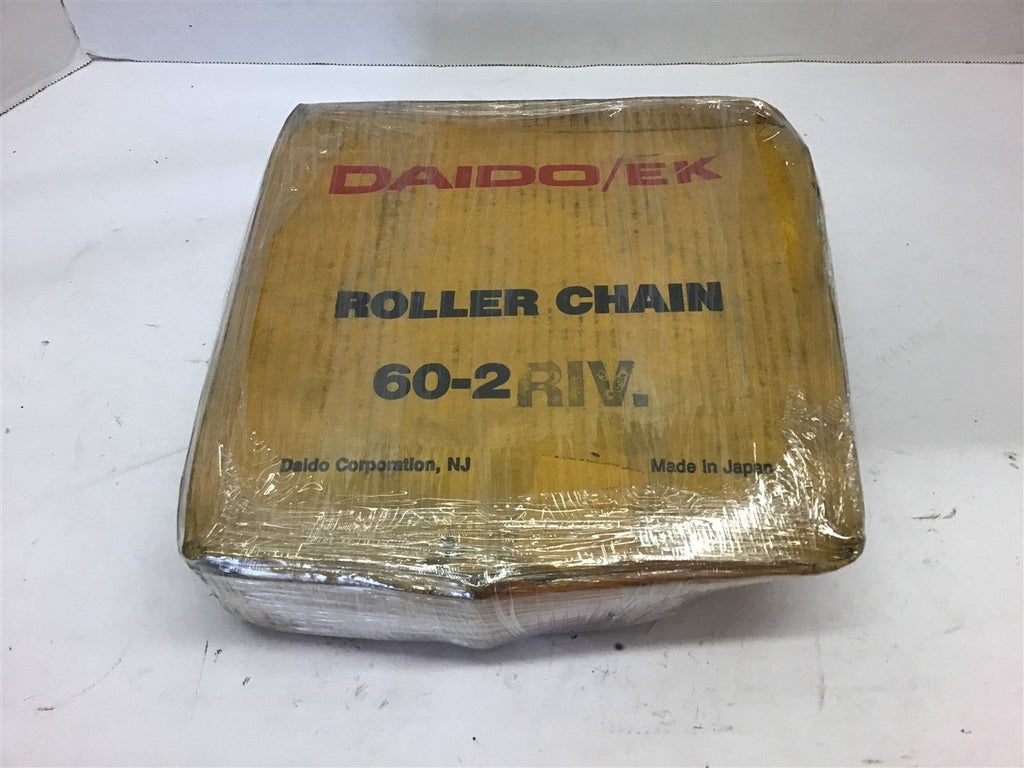 DAIDO/EK
ROLLER CHAIN
60-2 RIV.
Daido Corporation, NJ Made in Japan